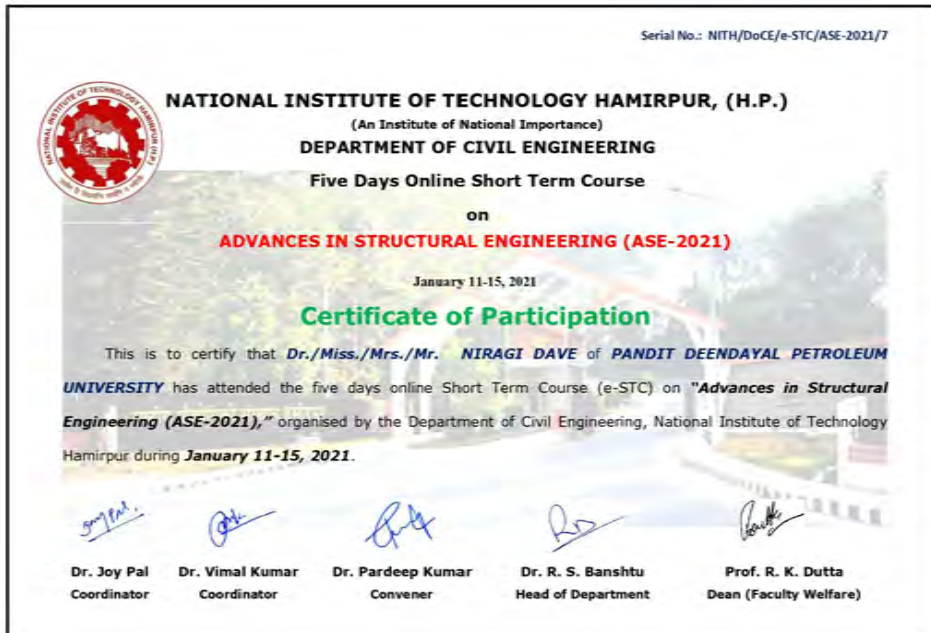 Serial No.: NITH/DoCE/e-STC/ASE-2021/7
NATIONAL INSTITUTE OF TECHNOLOGY HAMIRPUR, (H.P.)
(An Institute of National Importance)
DEPARTMENT OF CIVIL ENGINEERING
Five Days Online Short Term Course
on
ADVANCES IN STRUCTURAL ENGINEERING (ASE-2021)
January 11-15, 2021
Certificate of Participation
This is to certify that Dr./Miss./Mrs./Mr. NIRAGI DAVE of PANDIT DEENDAYAL PETROLEUM
UNIVERSITY has attended the five days online Short Term Course (e-STC) on "Advances in Structural
Engineering (ASE-2021)," organised by the Department of Civil Engineering, National Institute of Technology
Hamirpur during January 11-15, 2021.
Dr. Joy Pal Dr. Vimal Kumar Dr. Pardeep Kumar Dr. R. S. Banshtu Prof. R. K. Dutta
Coordinator Coordinator Convener Head of Department Dean (Faculty Welfare)
NATIONAL INSTITUTE OF TECHNOLOGY HAMIRPUR (H.P.)